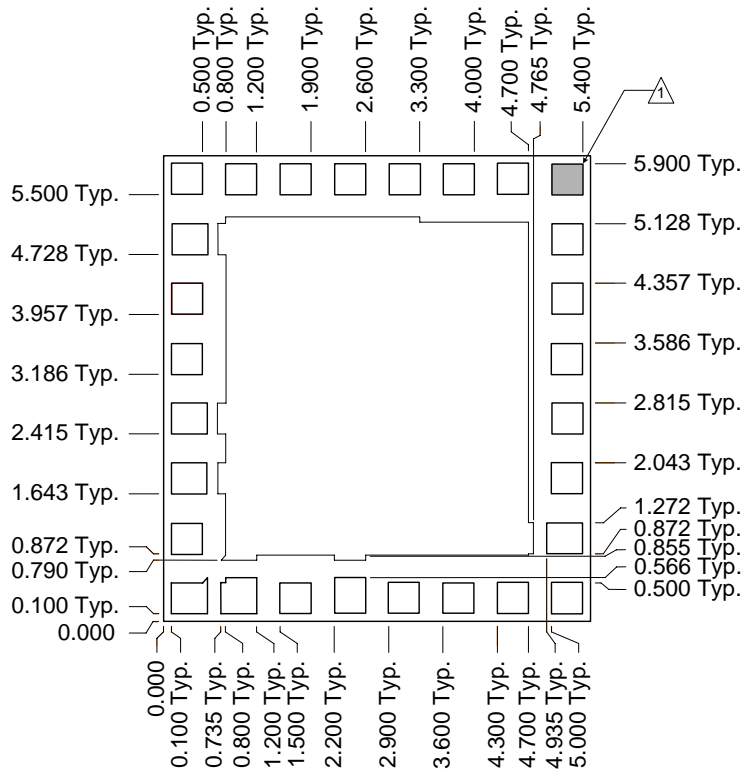 0.500 Typ.
0.800 Typ.
1.200 Typ.
1.900 Typ.
2.600 Typ.
3.300 Typ.
4.000 Typ.
4.700 Typ.
4.765 Typ.
5.400 Typ.
1
5.500 Typ.
4.728 Typ.
3.957 Typ.
3.186 Typ.
2.415 Typ.
1.643 Typ.
0.872 Typ.
0.790 Typ.
0.100 Typ.
0.000
5.900 Typ.
5.128 Typ.
4.357 Typ.
3.586 Typ.
2.815 Typ.
2.043 Typ.
1.272 Typ.
0.872 Typ.
0.855 Typ.
0.566 Typ.
0.500 Typ.
0.000
0.100 Typ.
0.735 Typ.
0.800 Typ.
1.200 Typ.
1.500 Typ.
2.200 Typ.
2.900 Typ.
3.600 Typ.
4.300 Typ.
4.700 Typ.
4.935 Typ.
5.000 Typ.